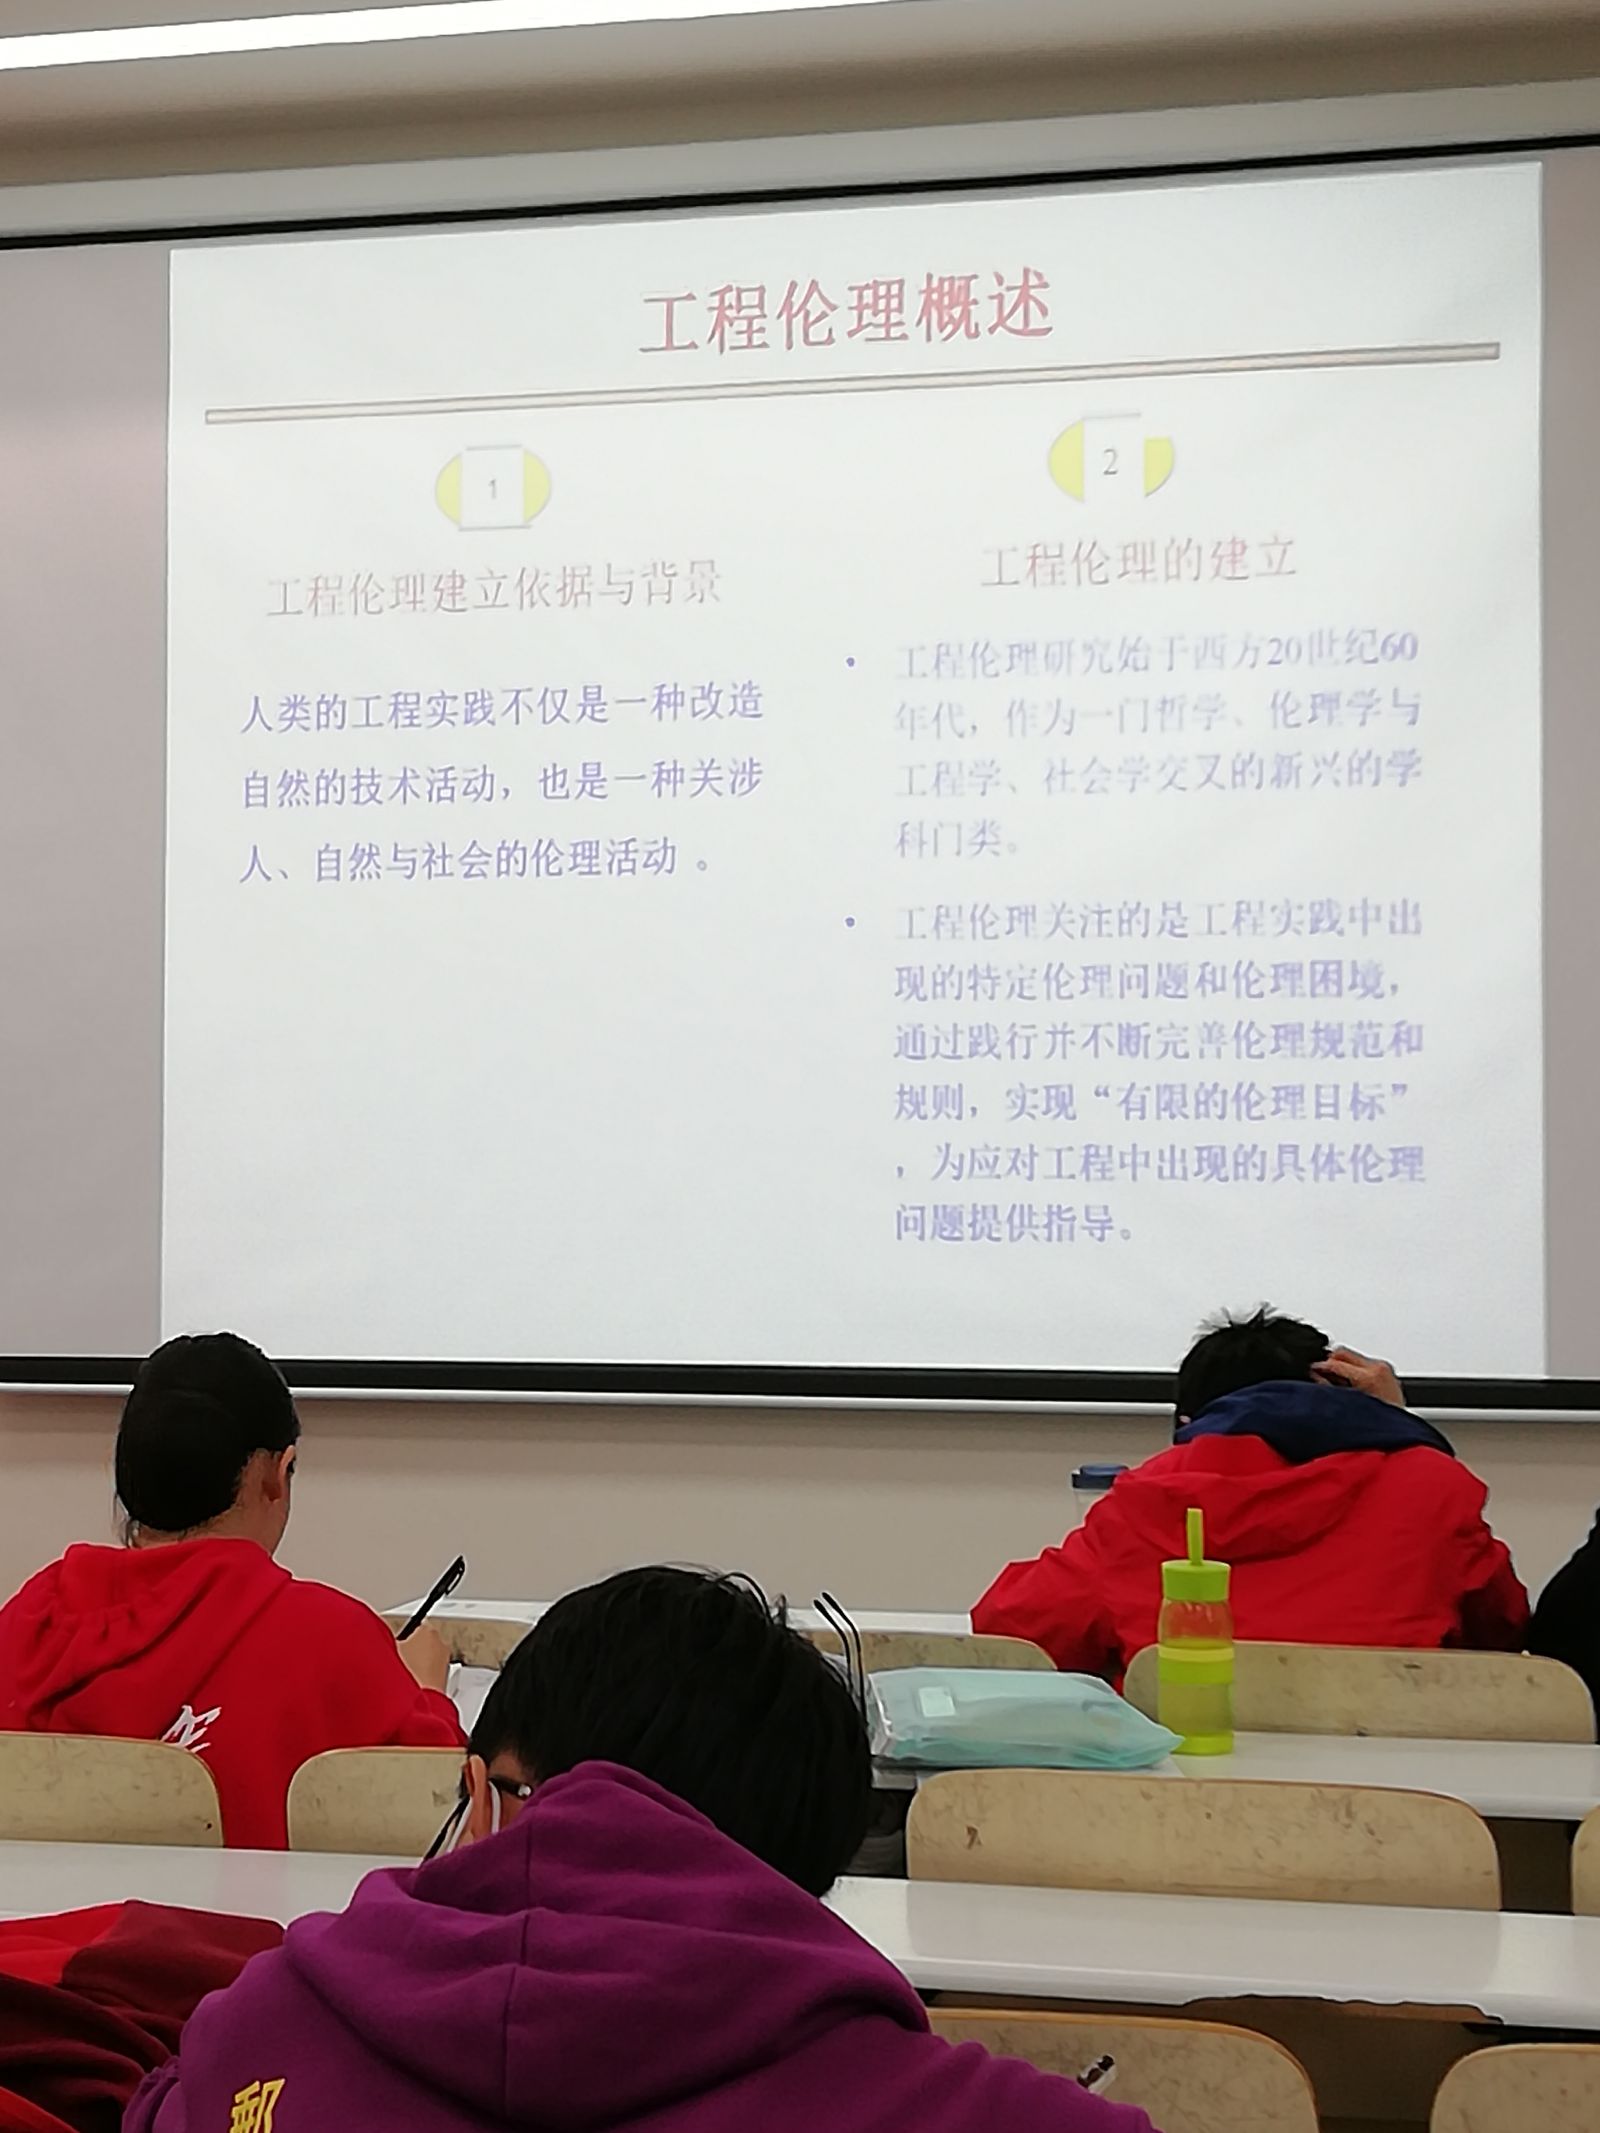 工程伦理概述
1
工程伦理建立依据与背景
人类的工程实践不仅是一种改造
自然的技术活动，也是一种关涉
人、自然与社会的伦理活动 。
2
工程伦理的建立
• 工程伦理研究始于西方20世纪60
年代，作为一门哲学、伦理学与
工程学、社会学交叉的新兴的学
科门类。
• 工程伦理关注的是工程实践中出
现的特定伦理问题和伦理困境，
通过践行并不断完善伦理规范和
规则，实现“有限的伦理目标”
，为应对工程中出现的具体伦理
问题提供指导。